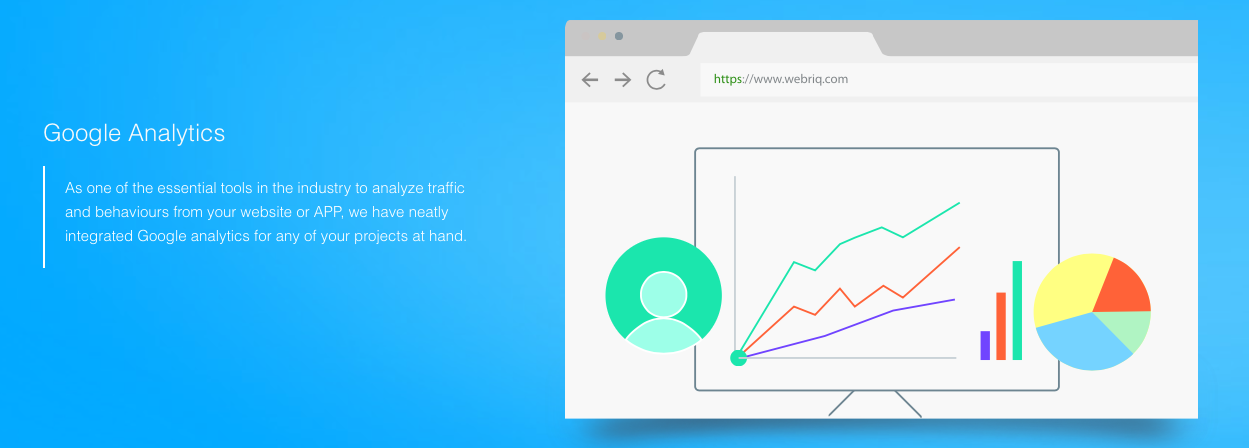 Google Analytics
As one of the essential tools in the industry to analyze traffic
and behaviours from your website or APP, we have neatly
integrated Google analytics for any of your projects at hand.
https://www.webriq.com